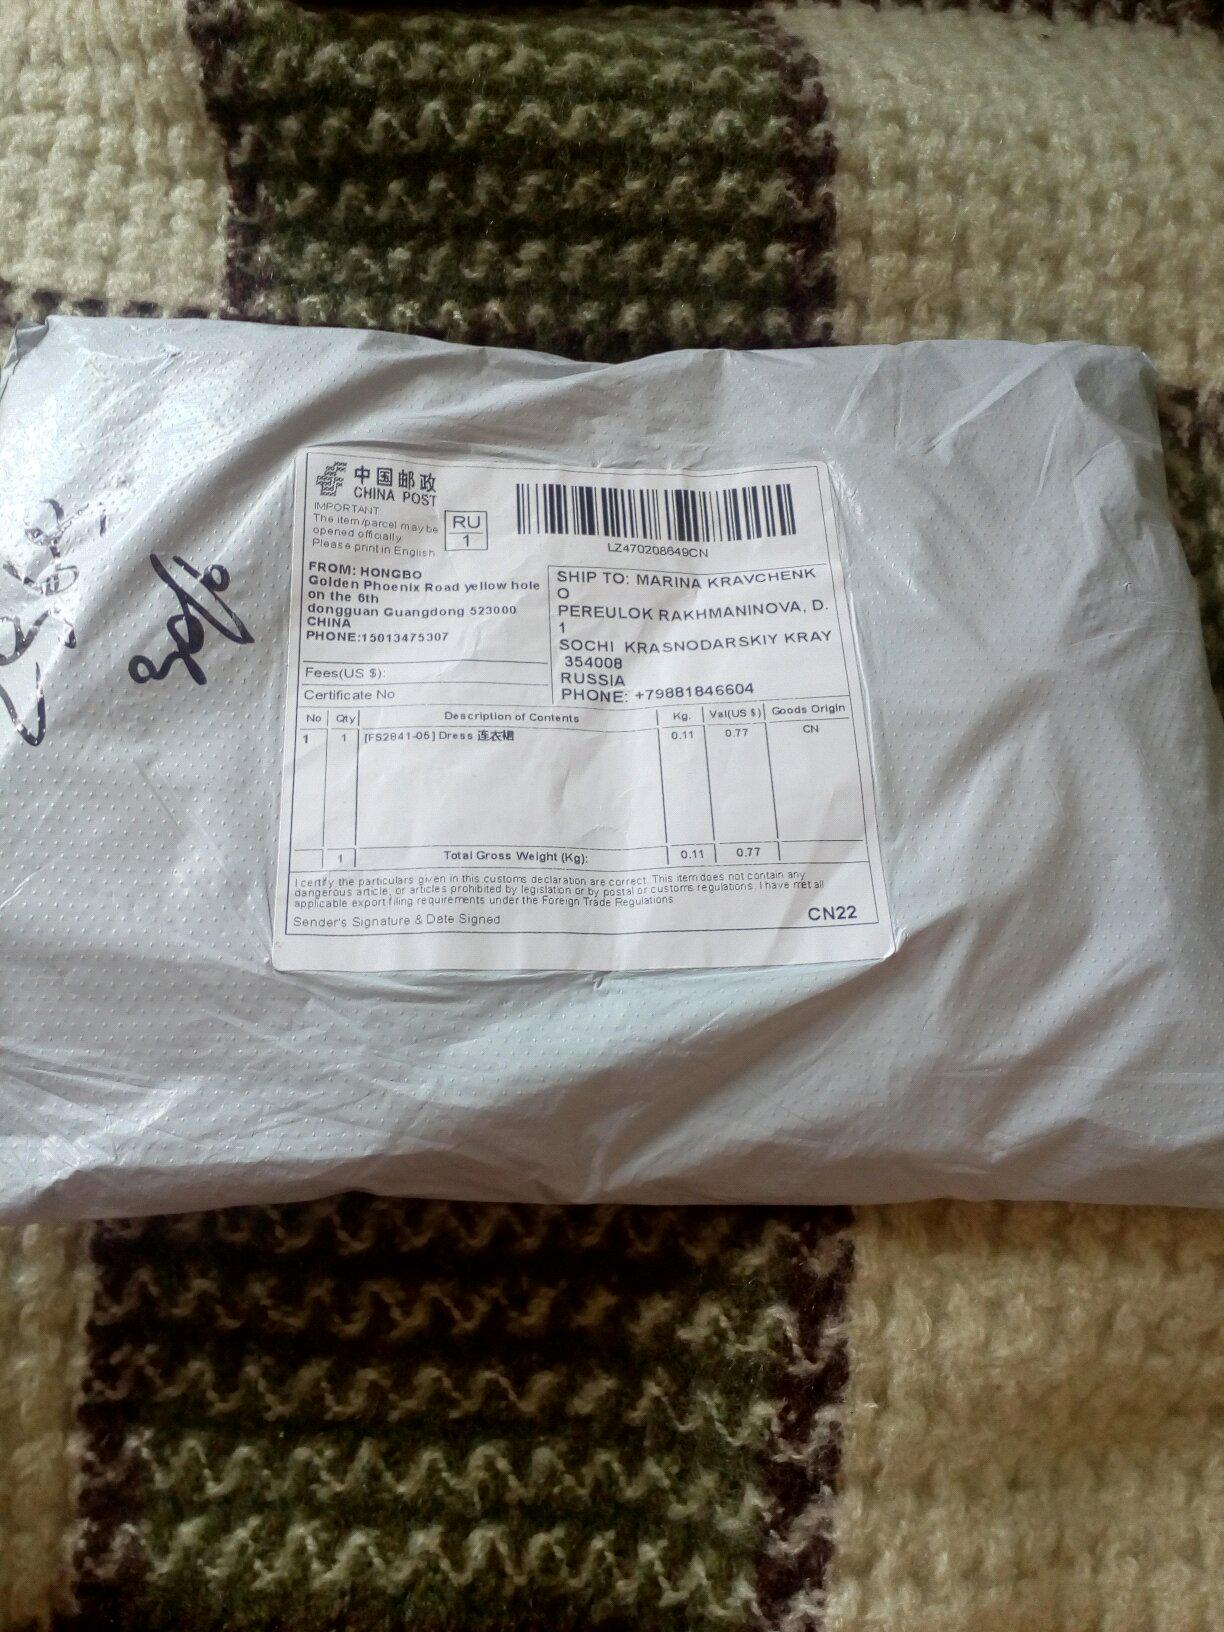 中国邮政
CHINA POST
IMPORTANT
The item/parcel may be
opened officially.
Please print in English
RU
1
LZ470208649CN
FROM: HONGBO
Golden Phoenix Road yellow hole
on the 6th
dongguan Guangdong 523000
CHINA
PHONE:15013475307
SHIP TO: MARINA KRAVCHENK
O
PEREULOK RAKHMANINOVA, D.
1
SOCHI KRASNODARSKIY KRAY
354008
RUSSIA
PHONE: +79881846604
Fees(US $):
Certificate No
No Qty Description of Contents Kg. Val(US $) Goods Origin
1 1 [FS2841-05] Dress 连衣裙 0.11 0.77 CN
1 Total Gross Weight (Kg): 0.11 0.77
I certify the particulars given in this customs declaration are correct. This item does not contain any
dangerous article, or articles prohibited by legislation or by postal or customs regulations. I have met all
applicable export filing requirements under the Foreign Trade Regulations
Sender's Signature & Date Signed
CN22